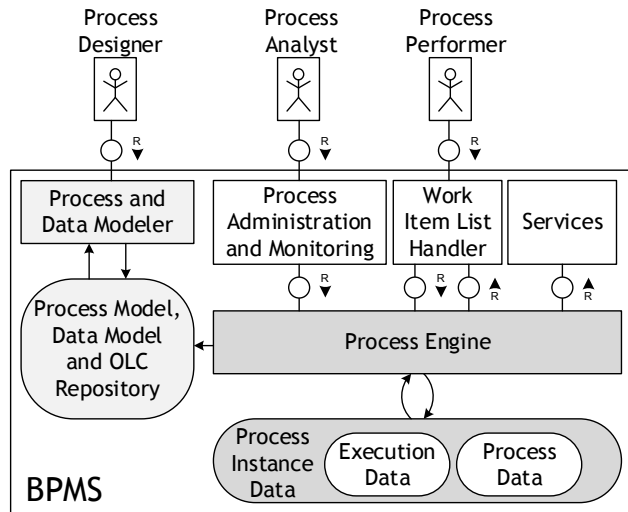 Process
Designer
Process
Analyst
Process
Performer
R
R
R
Process and
Data Modeler
Process
Administration
and Monitoring
Work
Item List
Handler
Services
R
R
R
R
Process Model,
Data Model
and OLC
Repository
Process Engine
Process
Instance
Data
Execution
Data
Process
Data
BPMS